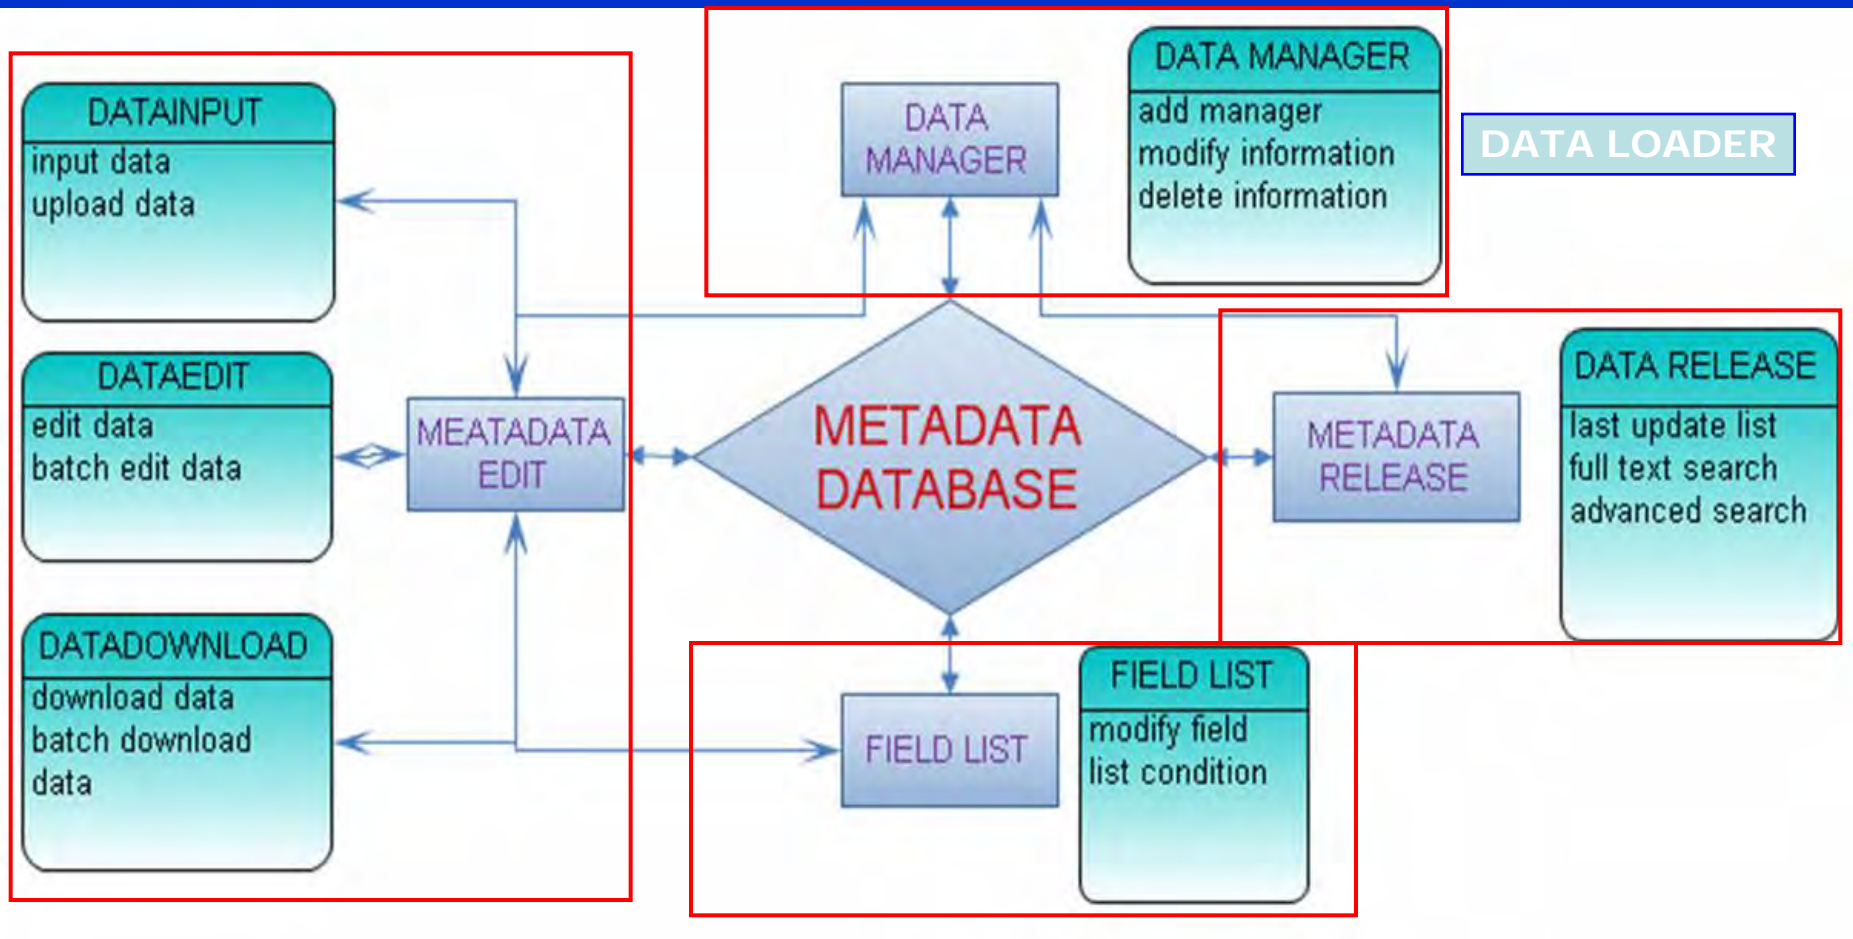 DATAINPUT
input data
upload data
DATAEDIT
edit data
batch edit data
DATADOWNLOAD
download data
batch download
data
MEATADATA
EDIT
DATA
MANAGER
DATA MANAGER
add manager
modify information
delete information
DATA LOADER
METADATA
DATABASE
METADATA
RELEASE
DATA RELEASE
last update list
full text search
advanced search
FIELD LIST
FIELD LIST
modify field
list condition